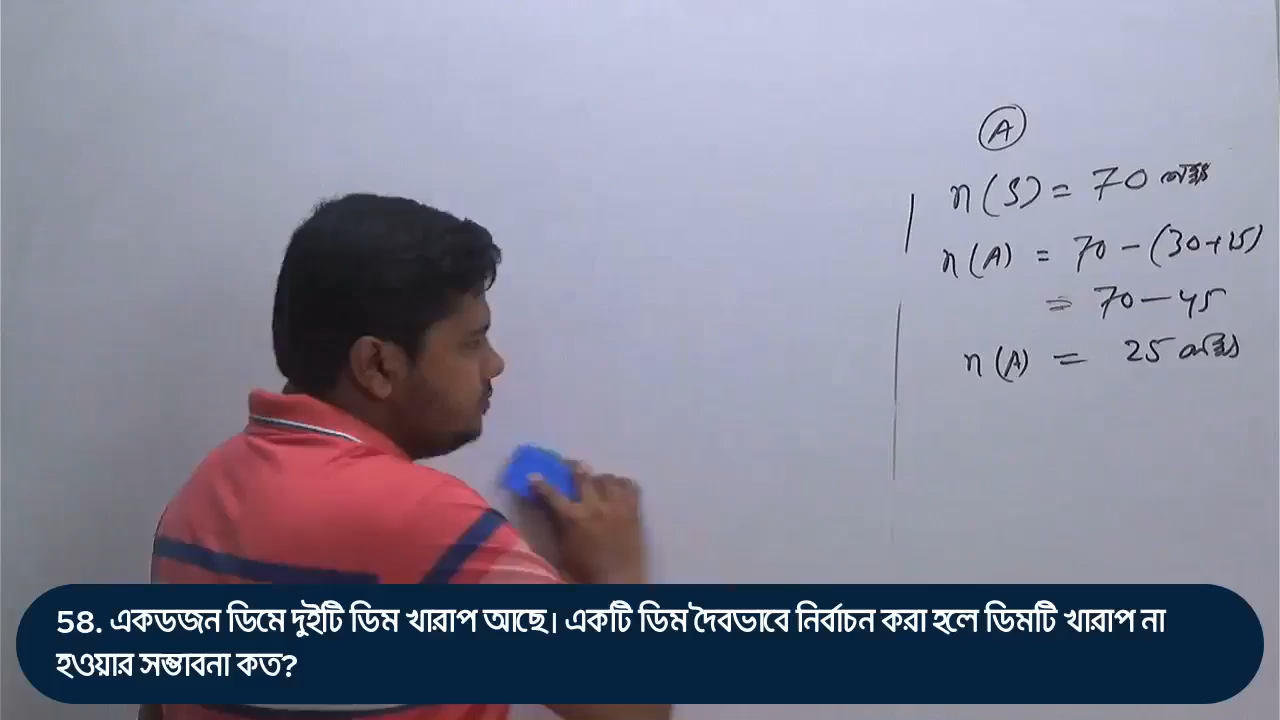 A
n(S) = 70
n(A) = 70 - (30+15)
= 70 - 45
n(A) = 25
58. একডজন ডিমে দুইটি ডিম খারাপ আছে। একটি ডিম দৈবভাবে নির্বাচন করা হলে ডিমটি খারাপ না
হওয়ার সম্ভাবনা কত?